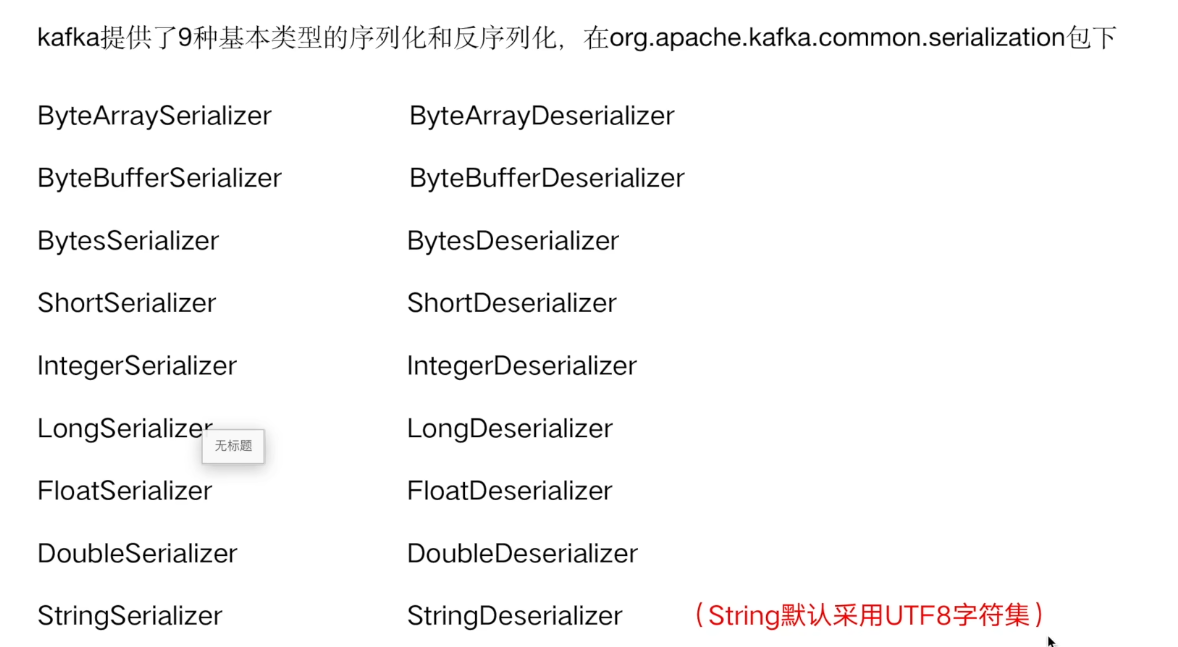 kafka提供了9种基本类型的序列化和反序列化，在org.apache.kafka.common.serialization包下
ByteArraySerializer ByteArrayDeserializer
ByteBufferSerializer ByteBufferDeserializer
BytesSerializer BytesDeserializer
ShortSerializer ShortDeserializer
IntegerSerializer IntegerDeserializer
LongSerializer LongDeserializer
无标题
FloatSerializer FloatDeserializer
DoubleSerializer DoubleDeserializer
StringSerializer StringDeserializer （String默认采用UTF8字符集）